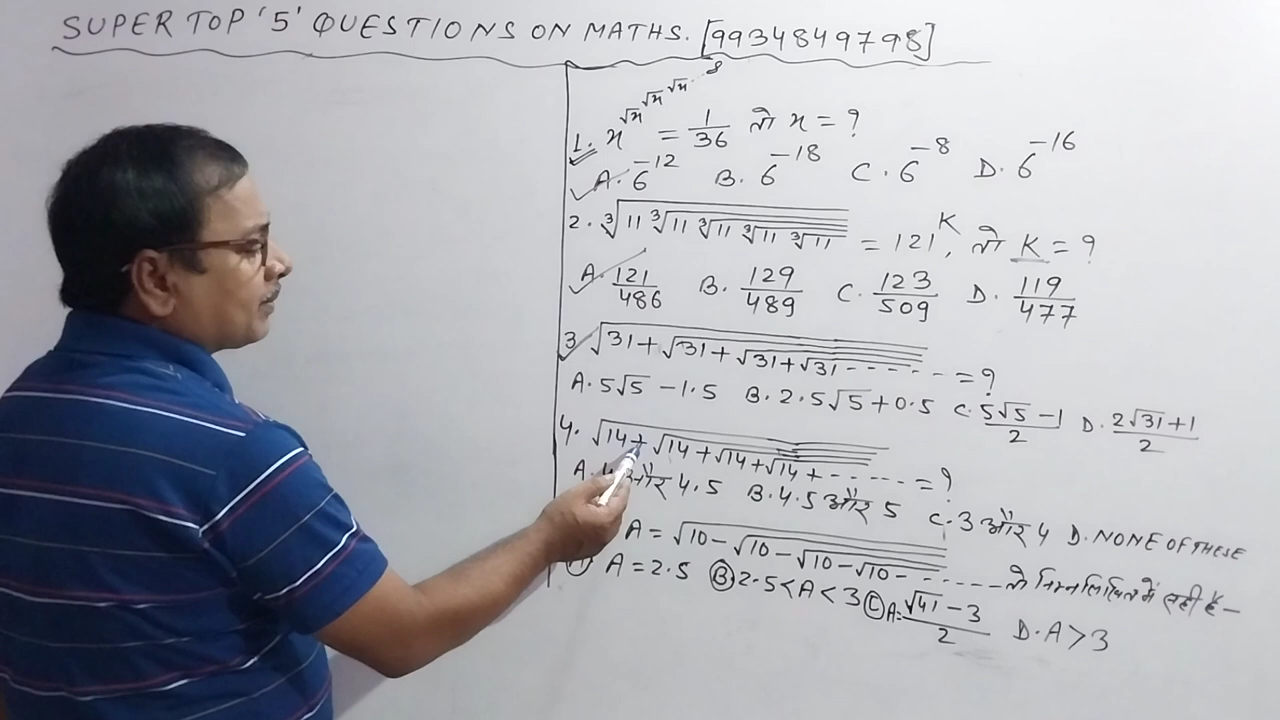 SUPER TOP '5' QUESTIONS ON MATHS. [9934849798]
1. x^√x^√x^√x...∞ = 1/36 तो x = ?
A. 6^-12 B. 6^-18 C. 6^-8 D. 6^-16
2. ∛11 ∛11 ∛11 ∛11 ∛11 = 121^K, तो K = ?
A. 121/486 B. 129/489 C. 123/509 D. 119/477
3 √31+√31+√31+√31------ = ?
A. 5√5 - 1.5 B. 2.5√5 + 0.5 C. (5√5 - 1)/2 D. (2√31 + 1)/2
4. √14+√14+√14+√14+------ = ?
A. 4 और 4.5 B. 4.5 और 5 C. 3 और 4 D. NONE OF THESE
A = √10-√10-√10-√10------- तो निम्नलिखित में सही है-
A = 2.5 Ⓑ 2.5 < A < 3 Ⓒ A = (√41 - 3)/2 D. A > 3